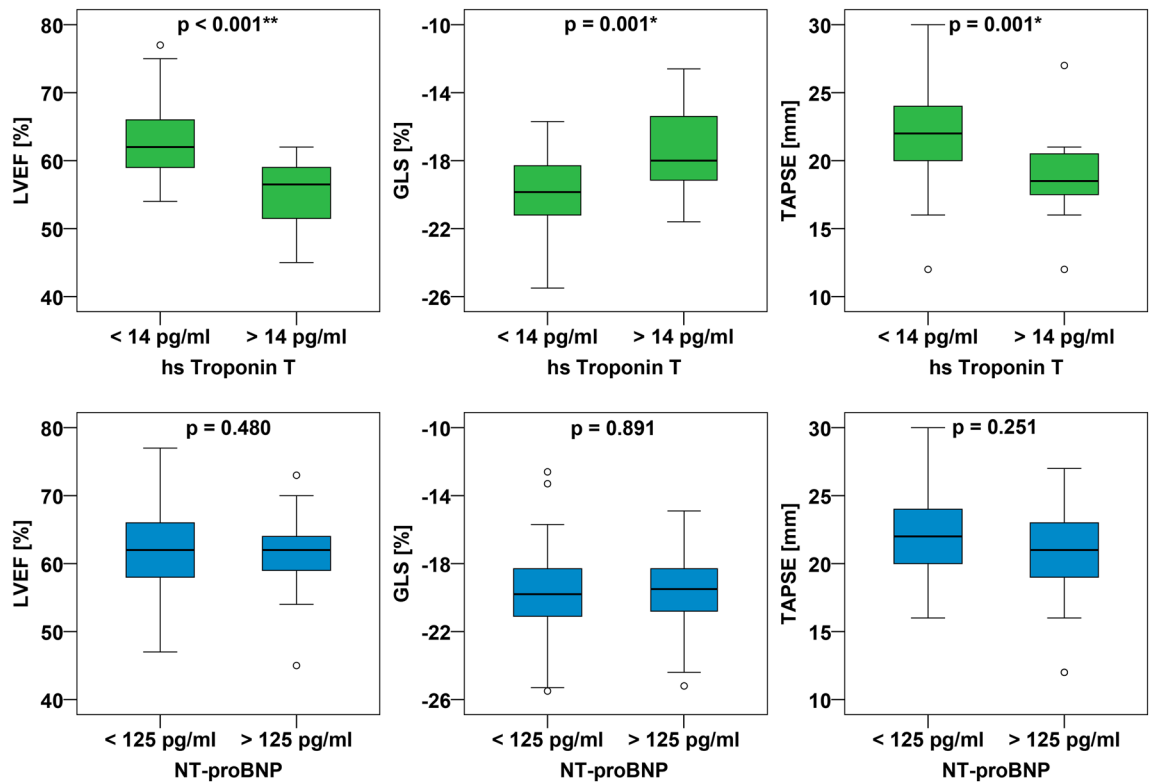 p < 0.001**
80
70
60
50
40
LVEF [%]
< 14 pg/ml > 14 pg/ml
hs Troponin T
p = 0.001*
-10
-14
-18
-22
-26
GLS [%]
< 14 pg/ml > 14 pg/ml
hs Troponin T
p = 0.001*
30
25
20
15
10
TAPSE [mm]
< 14 pg/ml > 14 pg/ml
hs Troponin T
p = 0.480
80
70
60
50
40
LVEF [%]
< 125 pg/ml > 125 pg/ml
NT-proBNP
p = 0.891
-10
-14
-18
-22
-26
GLS [%]
< 125 pg/ml > 125 pg/ml
NT-proBNP
p = 0.251
30
25
20
15
10
TAPSE [mm]
< 125 pg/ml > 125 pg/ml
NT-proBNP